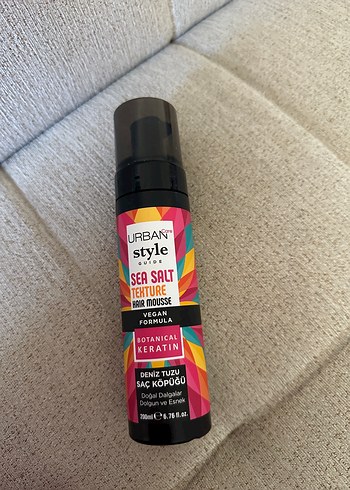 URBAN Care
style
GUIDE
SEA SALT
TEXTURE
HAIR MOUSSE
VEGAN
FORMULA
BOTANICAL
KERATIN
DENİZ TUZU
SAÇ KÖPÜĞÜ
Doğal Dalgalar
Dolgun ve Esnek
200ml ℮ 6.76 fl.oz.